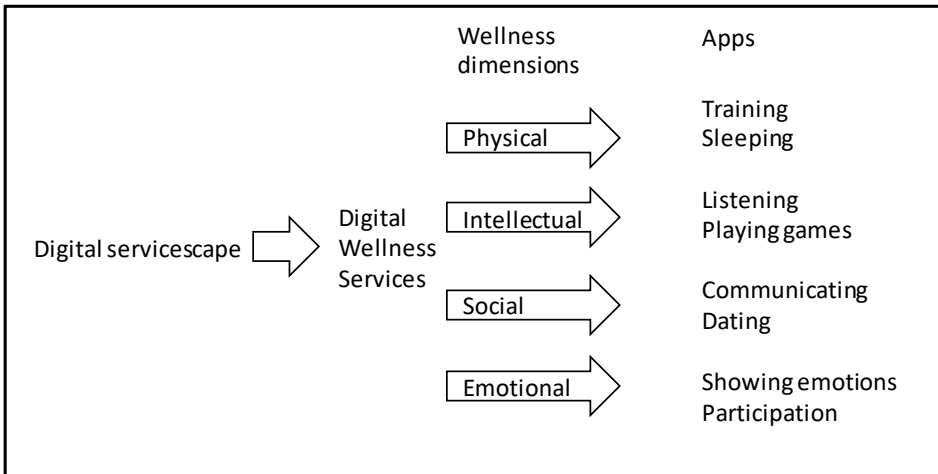 Wellness
dimensions
Apps
Physical
Training
Sleeping
Digital servicescape
Digital
Wellness
Services
Intellectual
Listening
Playing games
Social
Communicating
Dating
Emotional
Showing emotions
Participation